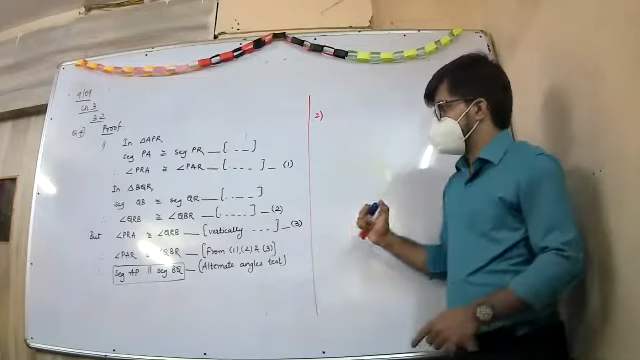 9/09
Ch 3
3.2
Q.4) Proof
1) In △APR,
seg PA ≅ seg PR —[ - - - ]
∴ ∠PRA ≅ ∠PAR —[ - - - - ] —(1)
In △BQR,
seg QB ≅ seg QR —[ - - - - ]
∴ ∠QRB ≅ ∠QBR —[ - - - - ] —(2)
But ∠PRA ≅ ∠QRB —[vertically - - - - ] —(3)
∴ ∠PAR ≅ ∠QBR —[From (1), (2) & (3)]
seg AP || seg BQ —(Alternate angles test)
2)